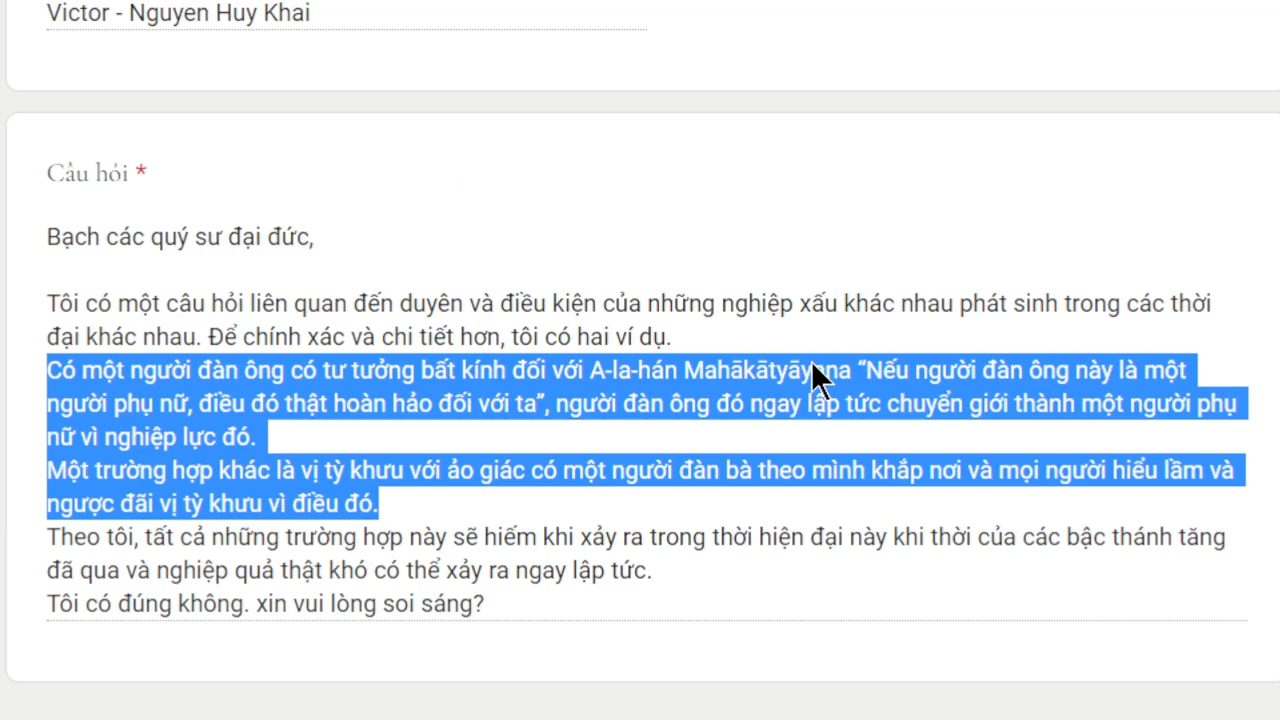 Victor - Nguyen Huy Khai
Câu hỏi *
Bạch các quý sư đại đức,
Tôi có một câu hỏi liên quan đến duyên và điều kiện của những nghiệp xấu khác nhau phát sinh trong các thời
đại khác nhau. Để chính xác và chi tiết hơn, tôi có hai ví dụ.
Có một người đàn ông có tư tưởng bất kính đối với A-la-hán Mahākātyāyana “Nếu người đàn ông này là một
người phụ nữ, điều đó thật hoàn hảo đối với ta”, người đàn ông đó ngay lập tức chuyển giới thành một người phụ
nữ vì nghiệp lực đó.
Một trường hợp khác là vị tỳ khưu với ảo giác có một người đàn bà theo mình khắp nơi và mọi người hiểu lầm và
ngược đãi vị tỳ khưu vì điều đó.
Theo tôi, tất cả những trường hợp này sẽ hiếm khi xảy ra trong thời hiện đại này khi thời của các bậc thánh tăng
đã qua và nghiệp quả thật khó có thể xảy ra ngay lập tức.
Tôi có đúng không. xin vui lòng soi sáng?